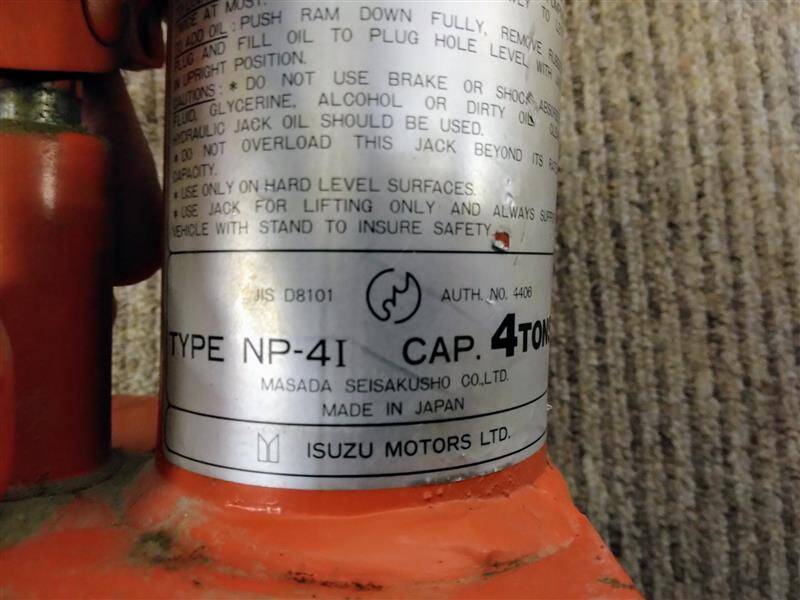 TWICE AT MOST.
TO ADD OIL : PUSH RAM DOWN FULLY, REMOVE
PLUG AND FILL OIL TO PLUG HOLE LEVEL WITH
IN UPRIGHT POSITION.
CAUTIONS : * DO NOT USE BRAKE OR SHOCK
FLUID, GLYCERINE, ALCOHOL OR DIRTY OIL
HYDRAULIC JACK OIL SHOULD BE USED.
* DO NOT OVERLOAD THIS JACK BEYOND ITS
CAPACITY.
* USE ONLY ON HARD LEVEL SURFACES.
* USE JACK FOR LIFTING ONLY AND ALWAYS
VEHICLE WITH STAND TO INSURE SAFETY.
JIS D8101 AUTH. NO. 4406
TYPE NP-4I CAP. 4TONS
MASADA SEISAKUSHO CO.,LTD.
MADE IN JAPAN
ISUZU MOTORS LTD.